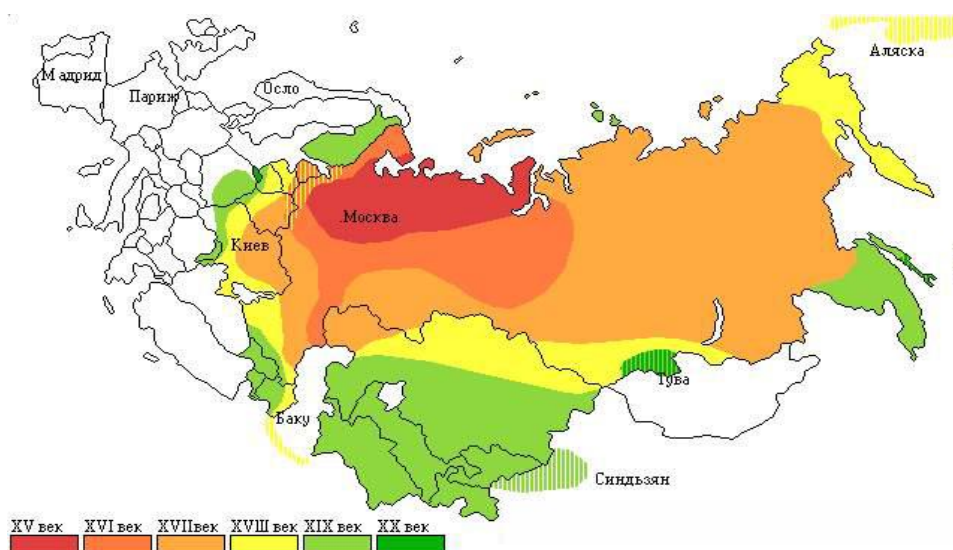 Аляска
Мадрид
Осло
Париж
Москва
Киев
Тува
Баку
Синдьзян
XV век XVI век XVIIвек XVШ век XIX век XX век